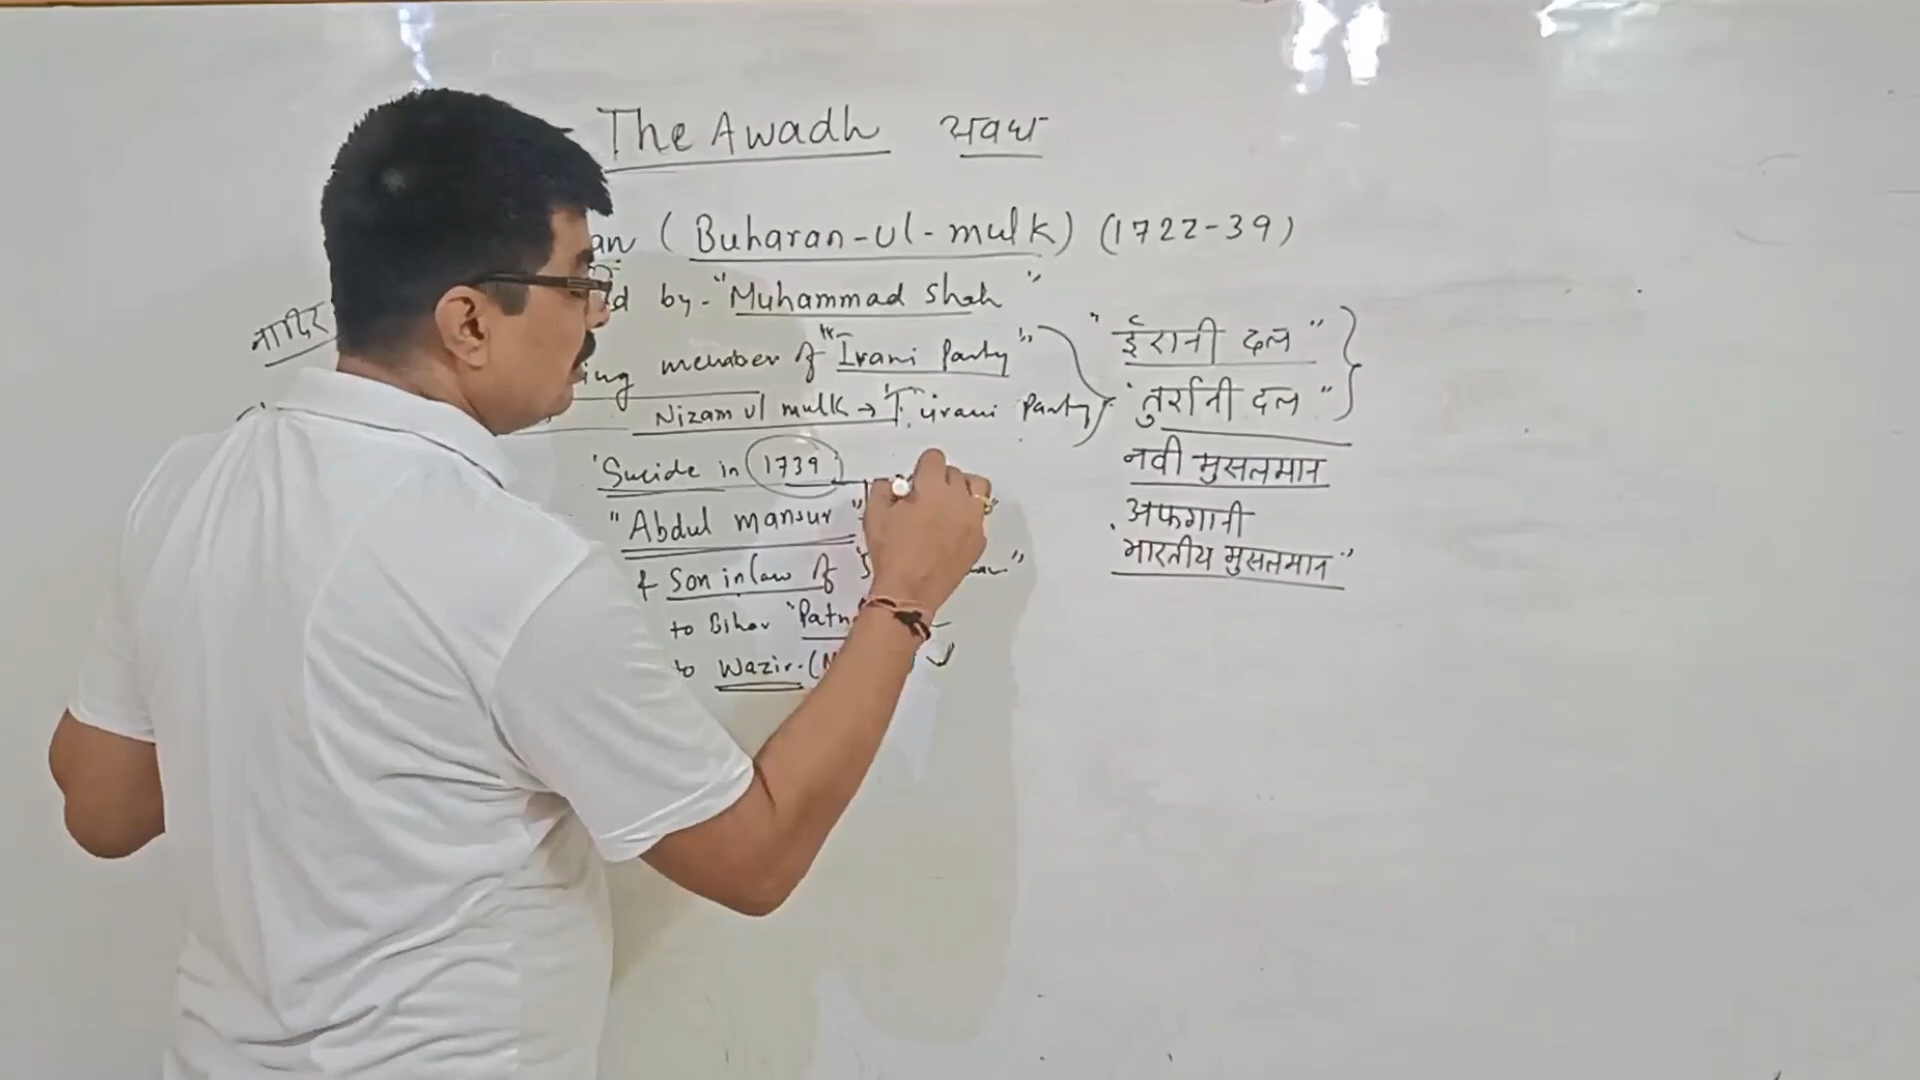 The Awadh अवध
an (Buharan-ul-mulk) (1722-39)
d by-"Muhammad Shah"
नादिर
ing member of "Irani Party"
Nizam ul mulk → Turani Party
"ईरानी दल"
'तुर्रानी दल"
नवी मुसलमान
अफगानी
भारतीय मुसलमान"
'Sucide in 1739
"Abdul mansur"
& Son in law of
to Bihar "Patn
to Wazir.